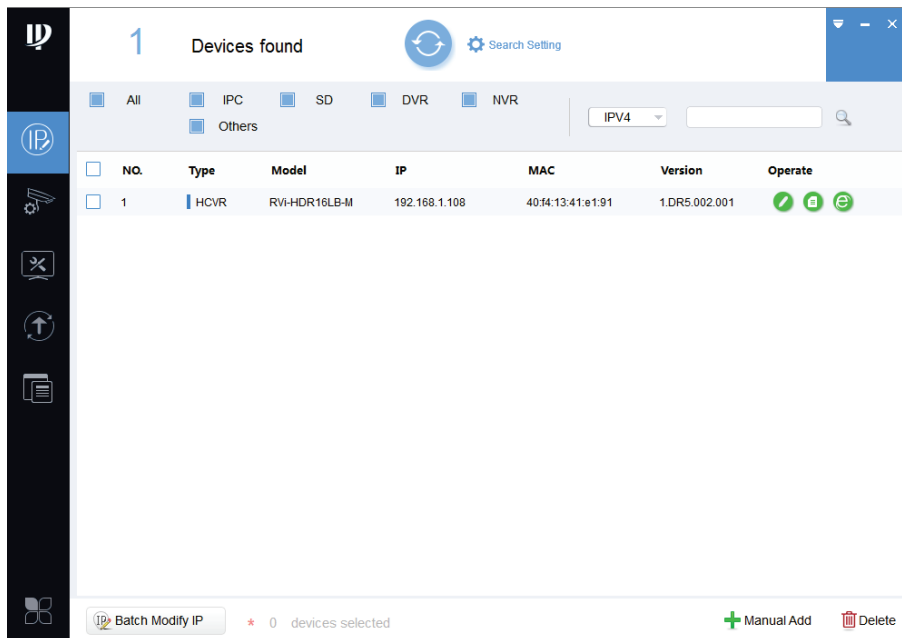 1 Devices found Search Setting
All IPC SD DVR NVR
IPV4
Others
NO. Type Model IP MAC Version Operate
1 HCVR RVi-HDR16LB-M 192.168.1.108 40:f4:13:41:e1:91 1.DR5.002.001
Batch Modify IP * 0 devices selected Manual Add Delete